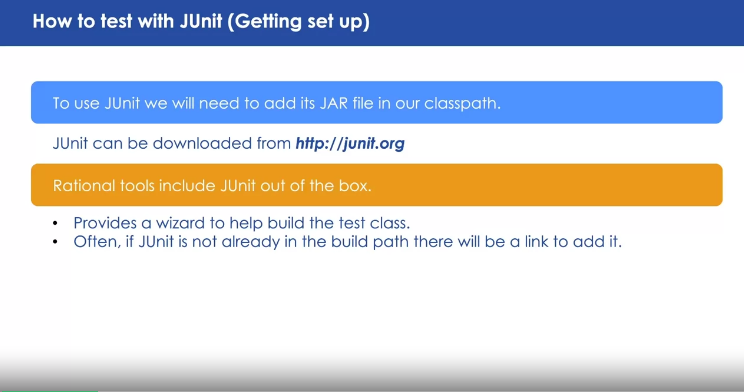 How to test with JUnit (Getting set up)
To use JUnit we will need to add its JAR file in our classpath.
JUnit can be downloaded from http://junit.org
Rational tools include JUnit out of the box.
• Provides a wizard to help build the test class.
• Often, if JUnit is not already in the build path there will be a link to add it.